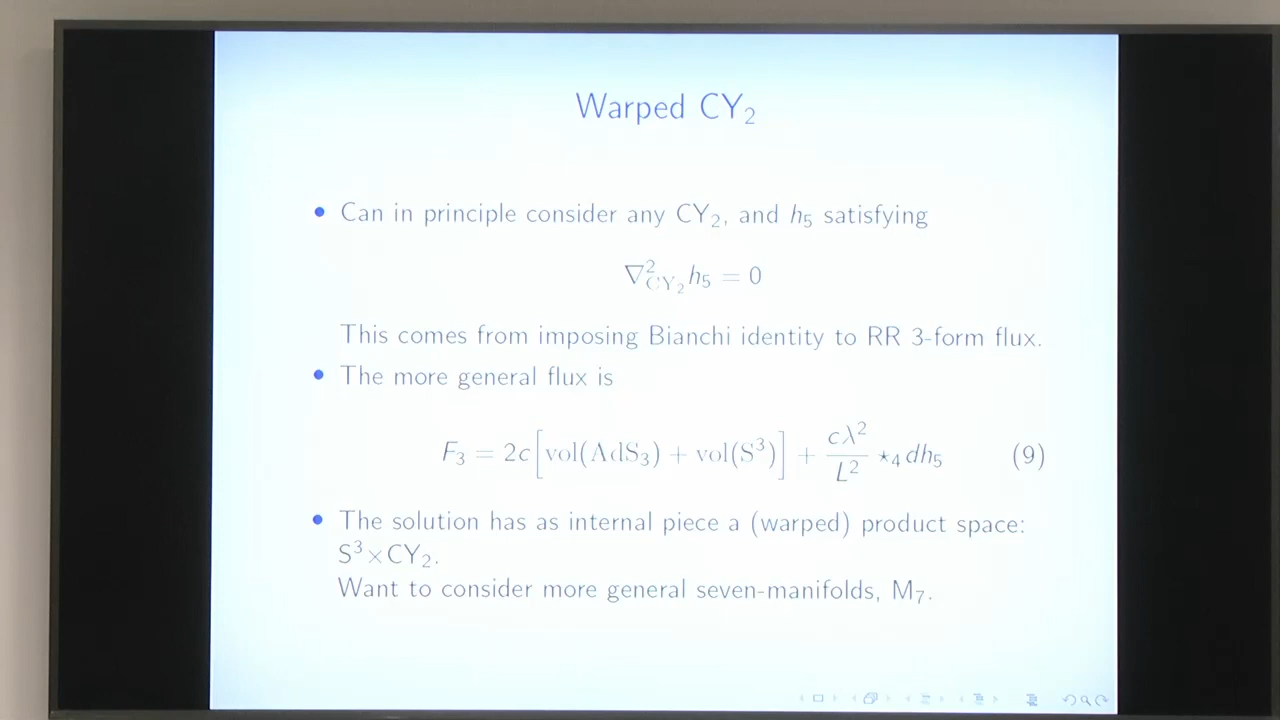 Warped CY₂
• Can in principle consider any CY₂, and h₅ satisfying
∇²_CY₂ h₅ = 0
This comes from imposing Bianchi identity to RR 3-form flux.
• The more general flux is
F₃ = 2c[vol(AdS₃) + vol(S³)] + cλ²/L² ⋆₄ dh₅ (9)
• The solution has as internal piece a (warped) product space:
S³×CY₂.
Want to consider more general seven-manifolds, M₇.